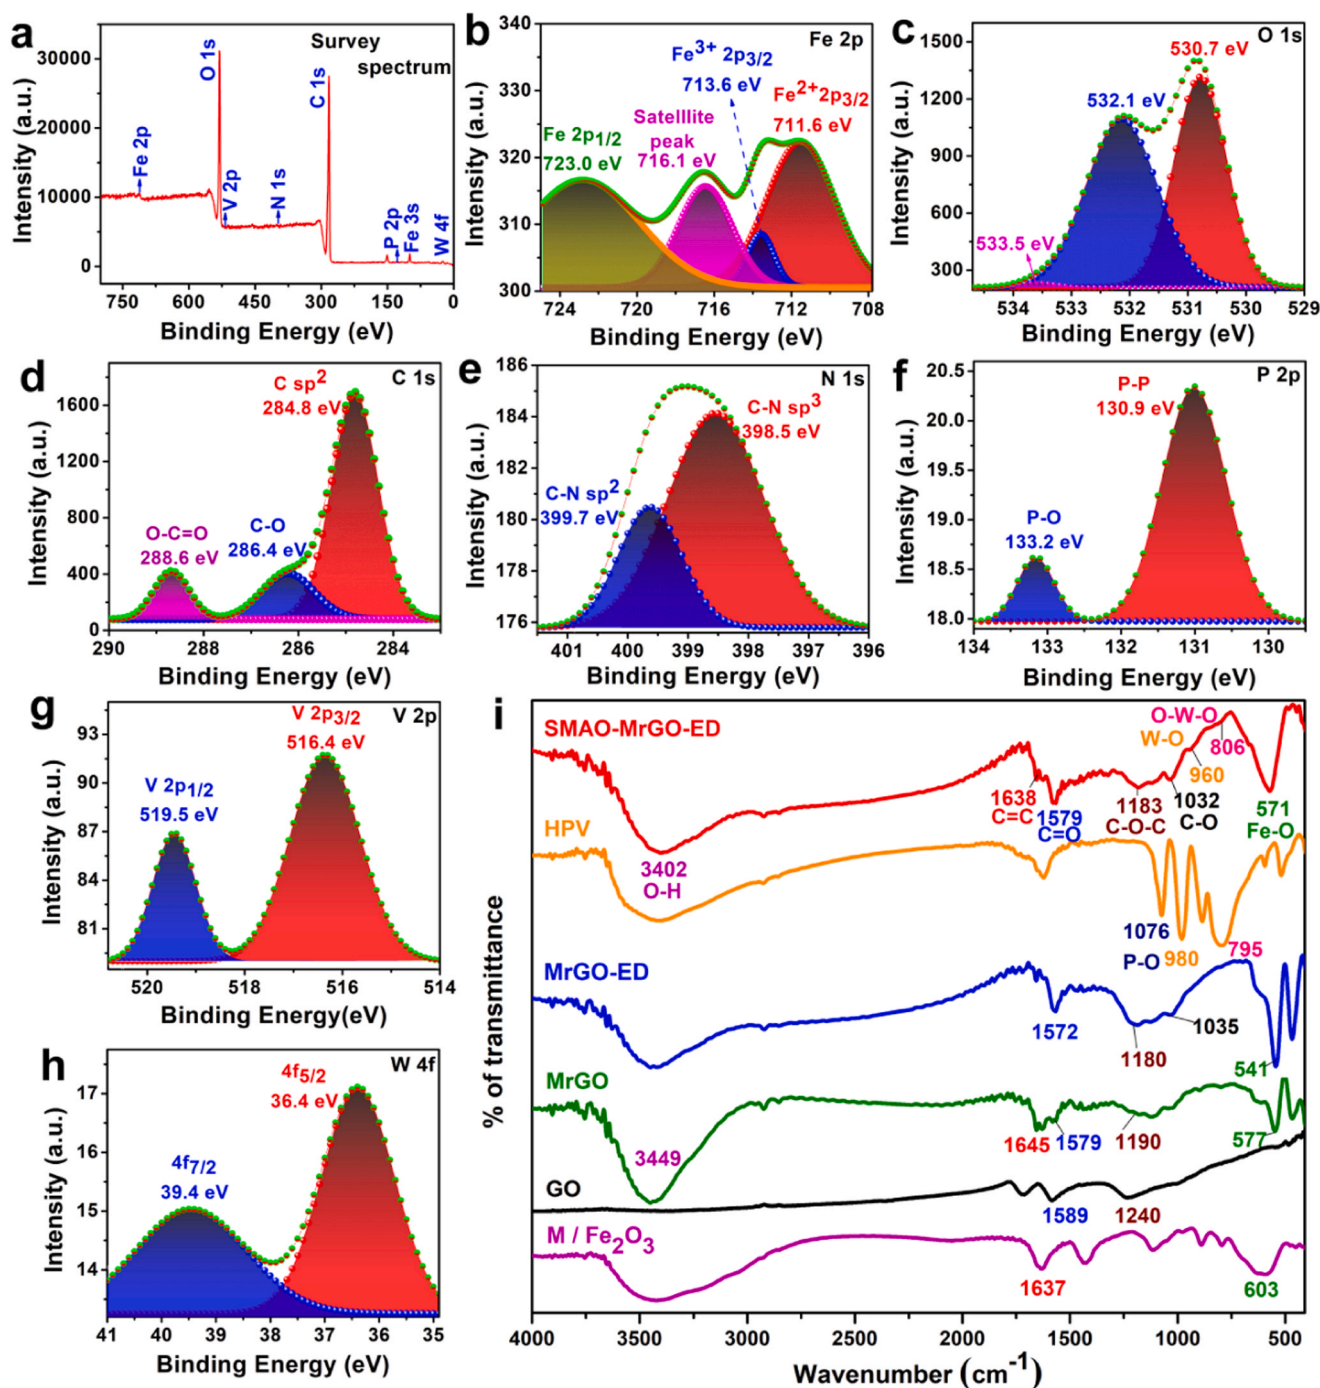 a
Survey
spectrum
O 1s
C 1s
Fe 2p
V 2p
N 1s
P 2p
Fe 3s
W 4f
30000
20000
10000
0
750 600 450 300 150 0
Intensity (a.u.)
Binding Energy (eV)
b
Fe 2p
Fe3+ 2p3/2
713.6 eV
Fe2+2p3/2
711.6 eV
Satelllite
peak
716.1 eV
Fe 2p1/2
723.0 eV
340
330
320
310
300
724 720 716 712 708
Intensity (a.u.)
Binding Energy (eV)
c
O 1s
530.7 eV
532.1 eV
533.5 eV
1500
1200
900
600
300
534 533 532 531 530 529
Intensity (a.u.)
Binding Energy (eV)
d
C 1s
C sp2
284.8 eV
C-O
286.4 eV
O-C=O
288.6 eV
1600
1200
800
400
0
290 288 286 284
Intensity (a.u.)
Binding Energy (eV)
e
N 1s
C-N sp3
398.5 eV
C-N sp2
399.7 eV
186
184
182
180
178
176
401 400 399 398 397 396
Intensity (a.u.)
Binding Energy (eV)
f
P 2p
P-P
130.9 eV
P-O
133.2 eV
20.5
20.0
19.5
19.0
18.5
18.0
134 133 132 131 130
Intensity (a.u.)
Binding Energy (eV)
g
V 2p
V 2p3/2
516.4 eV
V 2p1/2
519.5 eV
93
90
87
84
81
520 518 516 514
Intensity (a.u.)
Binding Energy(eV)
h
W 4f
4f5/2
36.4 eV
4f7/2
39.4 eV
17
16
15
14
41 40 39 38 37 36 35
Intensity (a.u.)
Binding Energy (eV)
i
SMAO-MrGO-ED
O-W-O
806
W-O
960
1638
C=C
1579
C=O
1183
C-O-C
1032
C-O
571
Fe-O
3402
O-H
HPV
1076
P-O
980
795
MrGO-ED
1572
1180
1035
541
MrGO
3449
1645
1579
1190
577
GO
1589
1240
M / Fe2O3
1637
603
% of transmittance
4000 3500 3000 2500 2000 1500 1000 500
Wavenumber (cm-1)